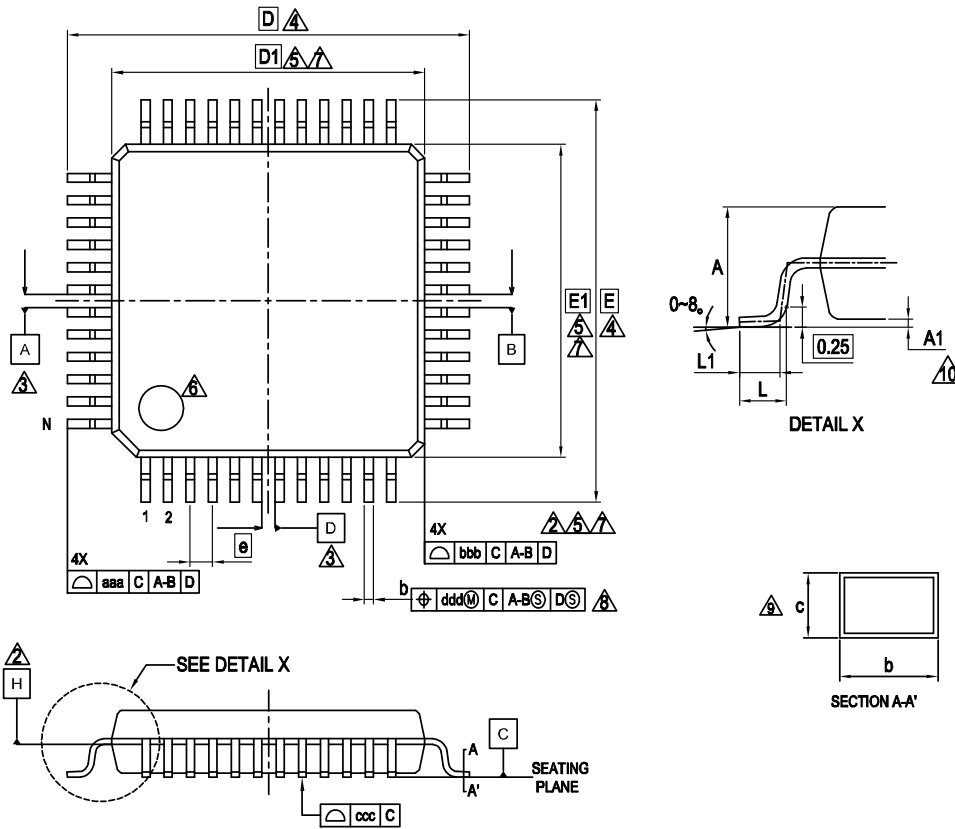 D 4
D1 5 7
E1 E
5 4
7
A
B
3
6
N
1 2
e
D
3
4X
aaa C A-B D
4X
2 5 7
bbb C A-B D
b
ddd Ⓜ C A-B Ⓢ D Ⓢ 8
A
0~8°
L1
L
0.25
A1
10
DETAIL X
9 c
b
SECTION A-A'
2
H
SEE DETAIL X
A
A'
C
SEATING
PLANE
ccc C